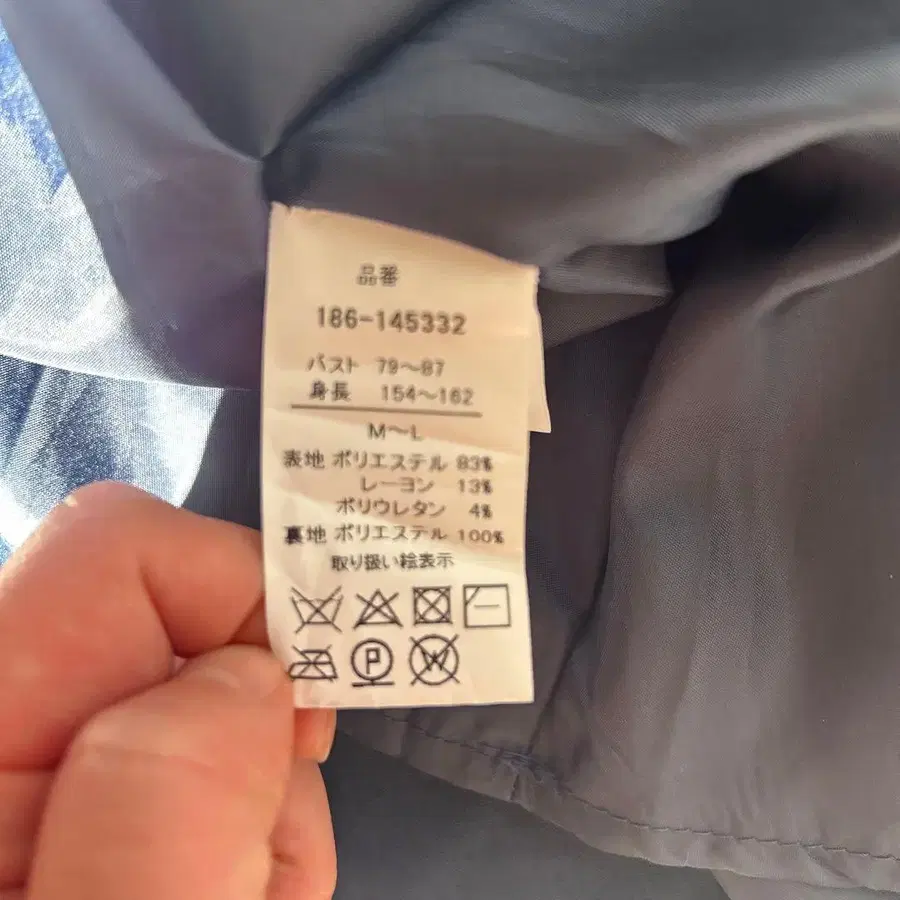 品番
186-145332
バスト 79〜87
身長 154〜162
M〜L
表地 ポリエステル 83%
レーヨン 13%
ポリウレタン 4%
裏地 ポリエステル 100%
取り扱い絵表示
P W